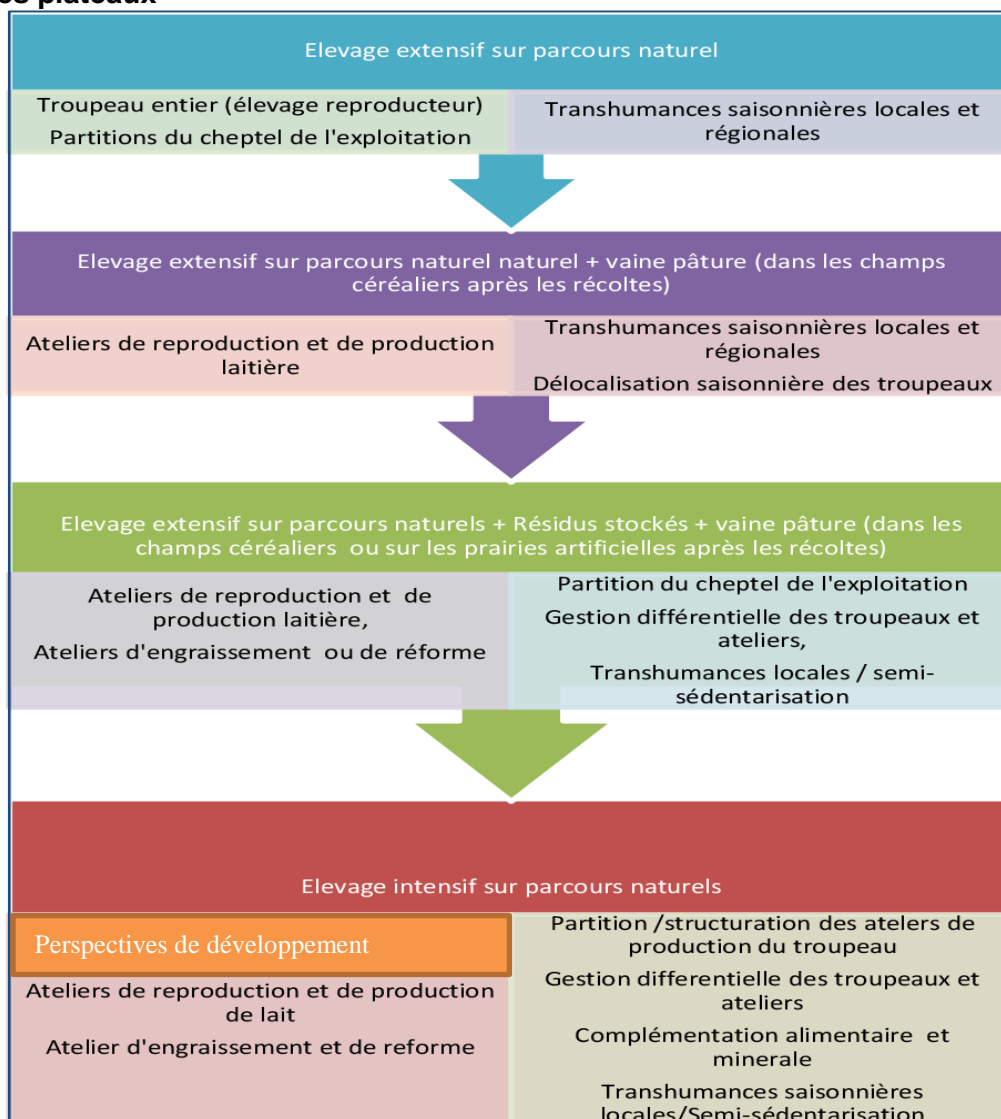 plateaux
Elevage extensif sur parcours naturel
Troupeau entier (élevage reproducteur)
Partitions du cheptel de l'exploitation
Transhumances saisonnières locales et
régionales
Elevage extensif sur parcours naturel naturel + vaine pâture (dans les champs
céréaliers après les récoltes)
Ateliers de reproduction et de production
laitière
Transhumances saisonnières locales et
régionales
Délocalisation saisonnière des troupeaux
Elevage extensif sur parcours naturels + Résidus stockés + vaine pâture (dans les
champs céréaliers ou sur les prairies artificielles après les récoltes)
Ateliers de reproduction et de
production laitière,
Ateliers d'engraissement ou de réforme
Partition du cheptel de l'exploitation
Gestion différentielle des troupeaux et
ateliers,
Transhumances locales / semi-
sédentarisation
Elevage intensif sur parcours naturels
Perspectives de développement
Ateliers de reproduction et de production
de lait
Atelier d'engraissement et de reforme
Partition /structuration des atelers de
production du troupeau
Gestion differentielle des troupeaux et
ateliers
Complémentation alimentaire et
minerale
Transhumances saisonnières
locales/Semi-sédentarisation